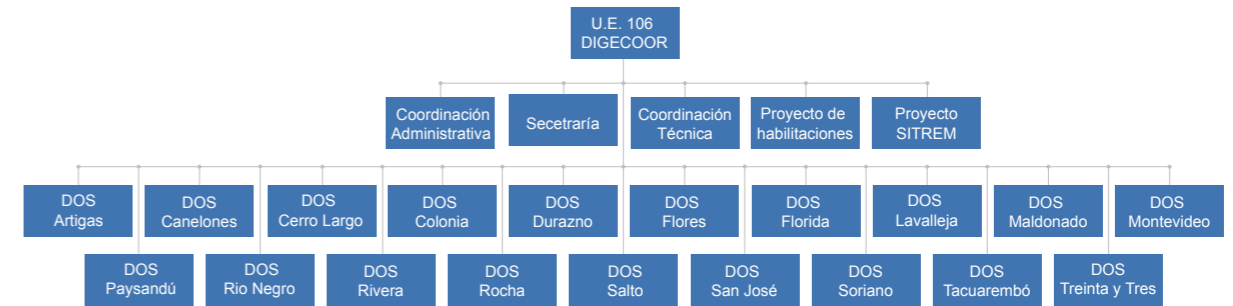 U.E. 106
DIGECOOR
Coordinación
Administrativa
Secetraría
Coordinación
Técnica
Proyecto de
habilitaciones
Proyecto
SITREM
DOS
Artigas
DOS
Canelones
DOS
Cerro Largo
DOS
Colonia
DOS
Durazno
DOS
Flores
DOS
Florida
DOS
Lavalleja
DOS
Maldonado
DOS
Montevideo
DOS
Paysandú
DOS
Rio Negro
DOS
Rivera
DOS
Rocha
DOS
Salto
DOS
San José
DOS
Soriano
DOS
Tacuarembó
DOS
Treinta y Tres